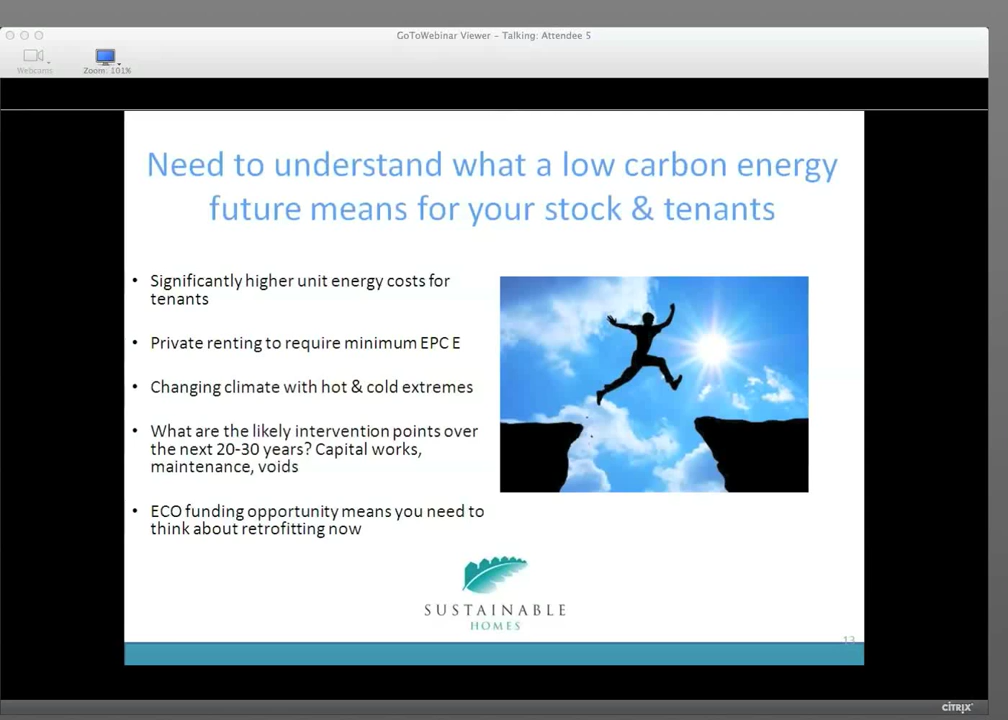 GoToWebinar Viewer - Talking: Attendee 5
Webcams
Zoom: 101%
Need to understand what a low carbon energy
future means for your stock & tenants
• Significantly higher unit energy costs for
tenants
• Private renting to require minimum EPC E
• Changing climate with hot & cold extremes
• What are the likely intervention points over
the next 20-30 years? Capital works,
maintenance, voids
• ECO funding opportunity means you need to
think about retrofitting now
SUSTAINABLE
HOMES
13
CITRIX